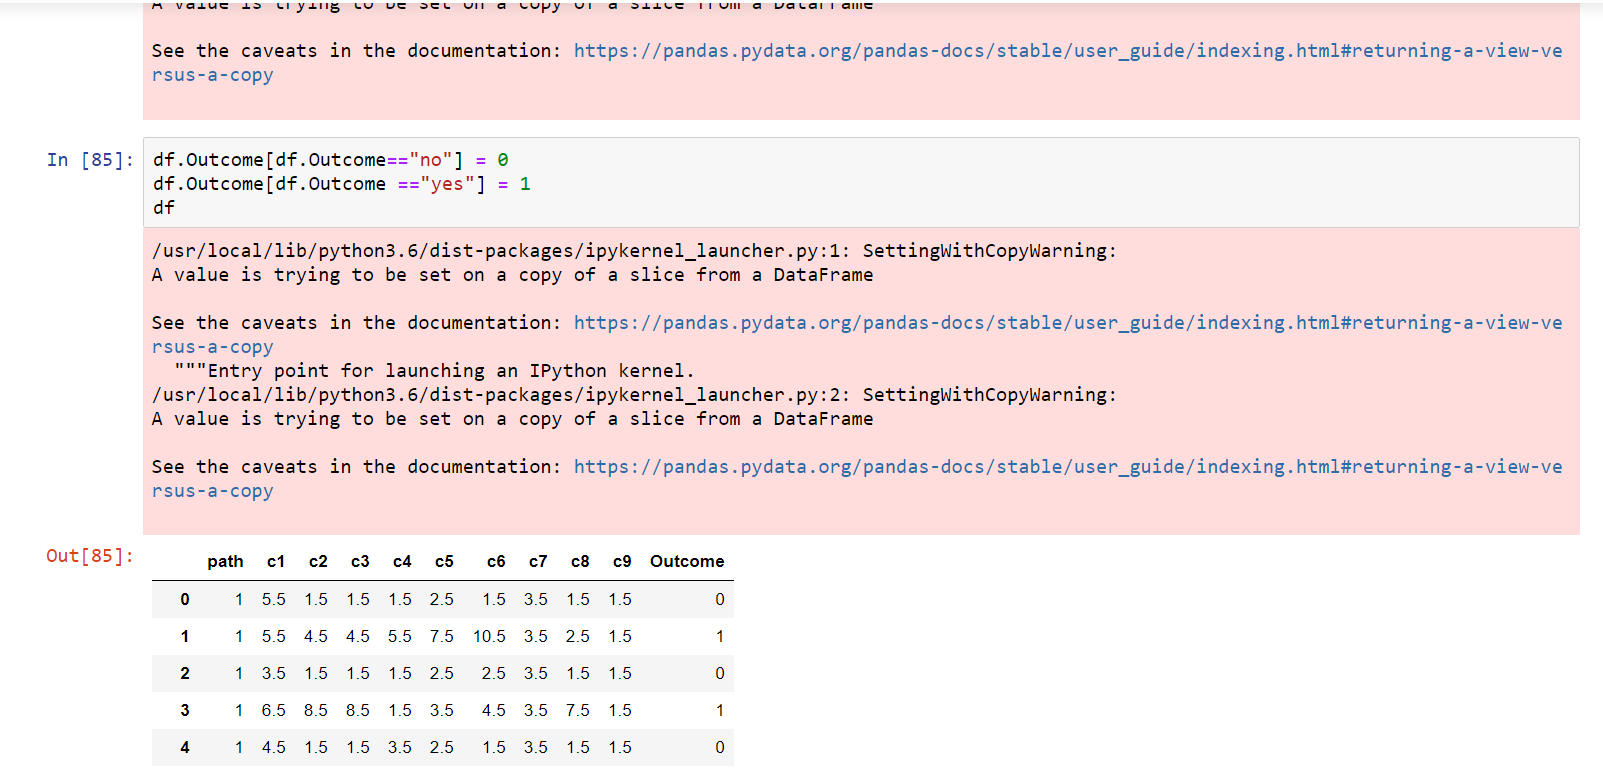 A value is trying to be set on a copy of a slice from a DataFrame
See the caveats in the documentation: https://pandas.pydata.org/pandas-docs/stable/user_guide/indexing.html#returning-a-view-ve
rsus-a-copy
In [85]: df.Outcome[df.Outcome=="no"] = 0
df.Outcome[df.Outcome =="yes"] = 1
df
/usr/local/lib/python3.6/dist-packages/ipykernel_launcher.py:1: SettingWithCopyWarning:
A value is trying to be set on a copy of a slice from a DataFrame
See the caveats in the documentation: https://pandas.pydata.org/pandas-docs/stable/user_guide/indexing.html#returning-a-view-ve
rsus-a-copy
"""Entry point for launching an IPython kernel.
/usr/local/lib/python3.6/dist-packages/ipykernel_launcher.py:2: SettingWithCopyWarning:
A value is trying to be set on a copy of a slice from a DataFrame
See the caveats in the documentation: https://pandas.pydata.org/pandas-docs/stable/user_guide/indexing.html#returning-a-view-ve
rsus-a-copy
Out[85]:
path c1 c2 c3 c4 c5 c6 c7 c8 c9 Outcome
0 1 5.5 1.5 1.5 1.5 2.5 1.5 3.5 1.5 1.5 0
1 1 5.5 4.5 4.5 5.5 7.5 10.5 3.5 2.5 1.5 1
2 1 3.5 1.5 1.5 1.5 2.5 2.5 3.5 1.5 1.5 0
3 1 6.5 8.5 8.5 1.5 3.5 4.5 3.5 7.5 1.5 1
4 1 4.5 1.5 1.5 3.5 2.5 1.5 3.5 1.5 1.5 0